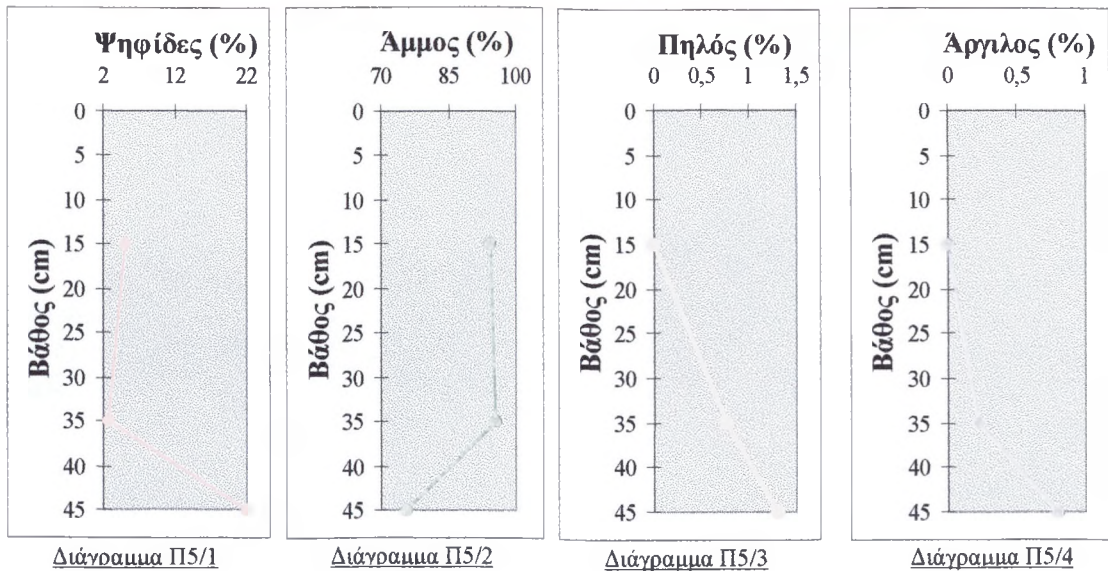 Ψηφίδες (%)
2 12 22
0
5
10
15
20
25
30
35
40
45
Βάθος (cm)
Διάγραμμα Π5/1
Άμμος (%)
70 85 100
0
5
10
15
20
25
30
35
40
45
Βάθος (cm)
Διάγραμμα Π5/2
Πηλός (%)
0 0,5 1 1,5
0
5
10
15
20
25
30
35
40
45
Βάθος (cm)
Διάγραμμα Π5/3
Άργιλος (%)
0 0,5 1
0
5
10
15
20
25
30
35
40
45
Βάθος (cm)
Διάγραμμα Π5/4